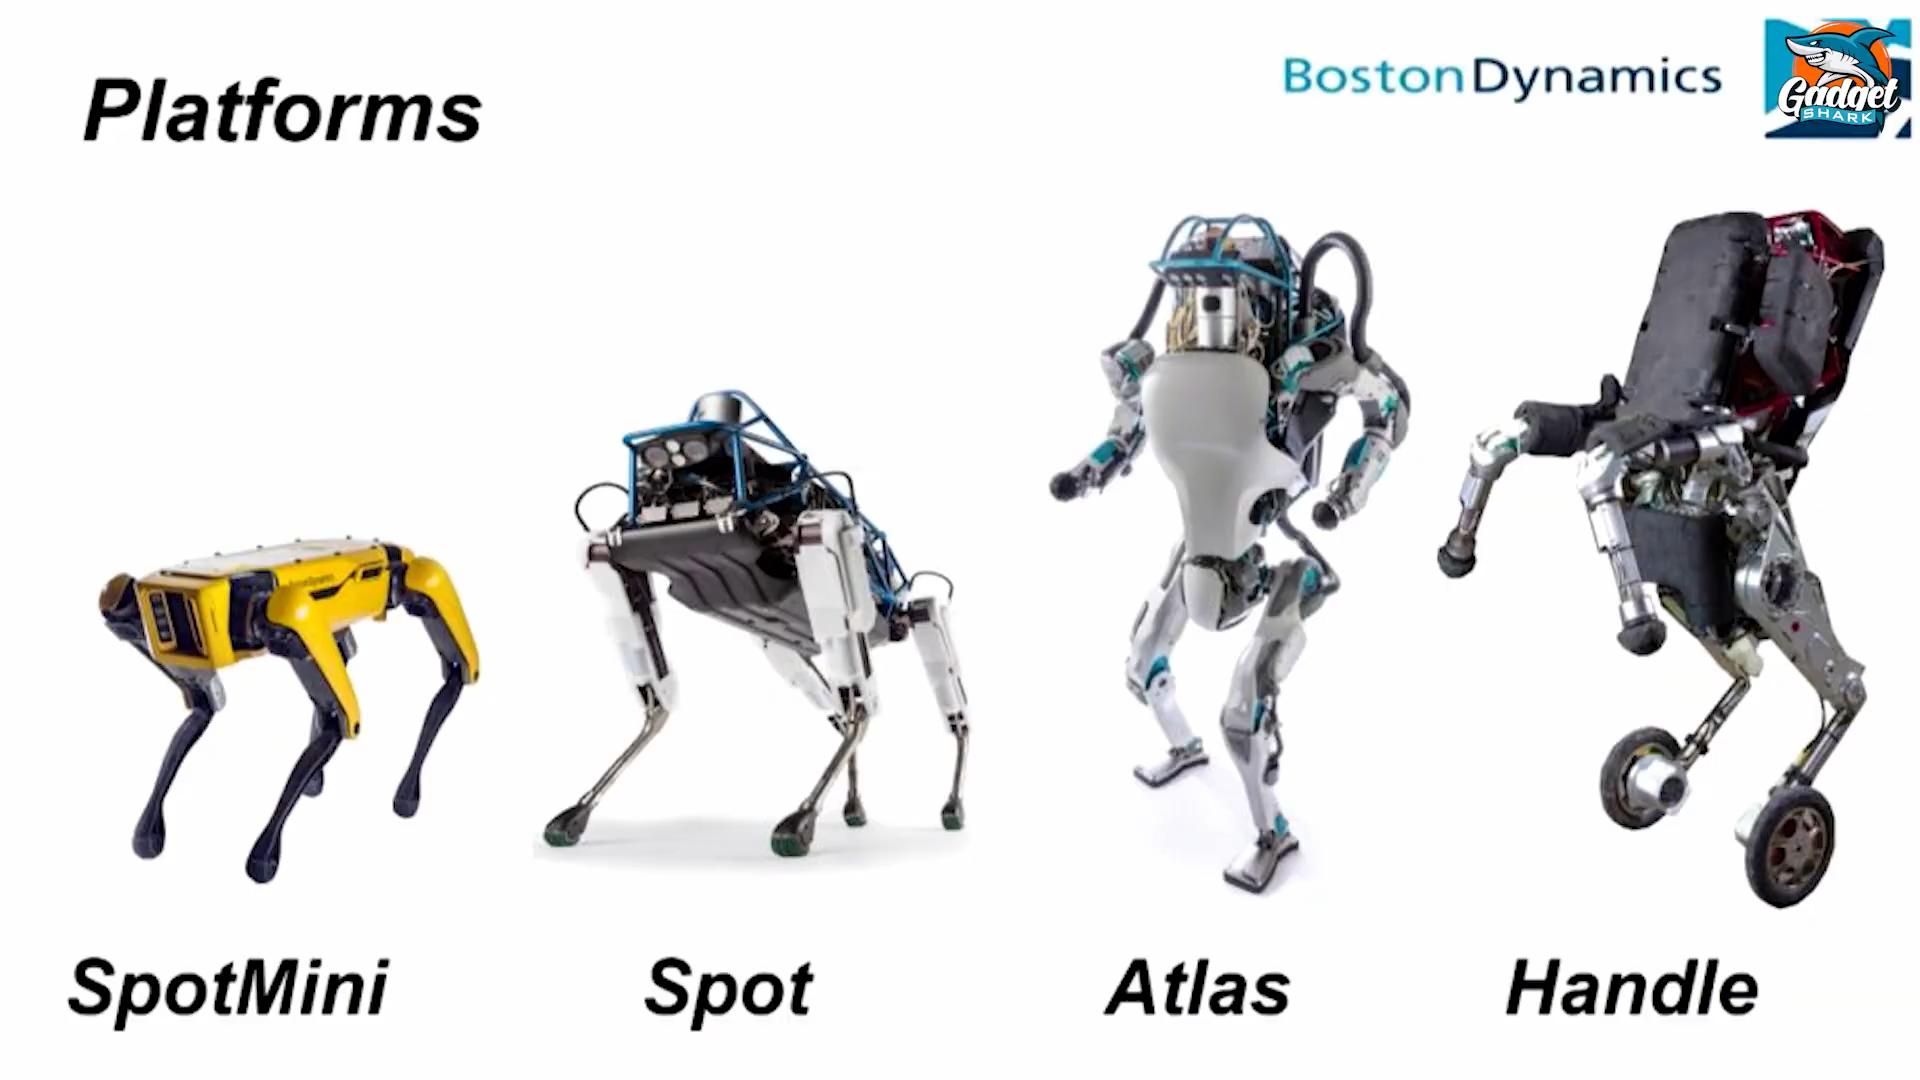 Platforms
BostonDynamics
Gadget
SHARK
SpotMini
Spot
Atlas
Handle